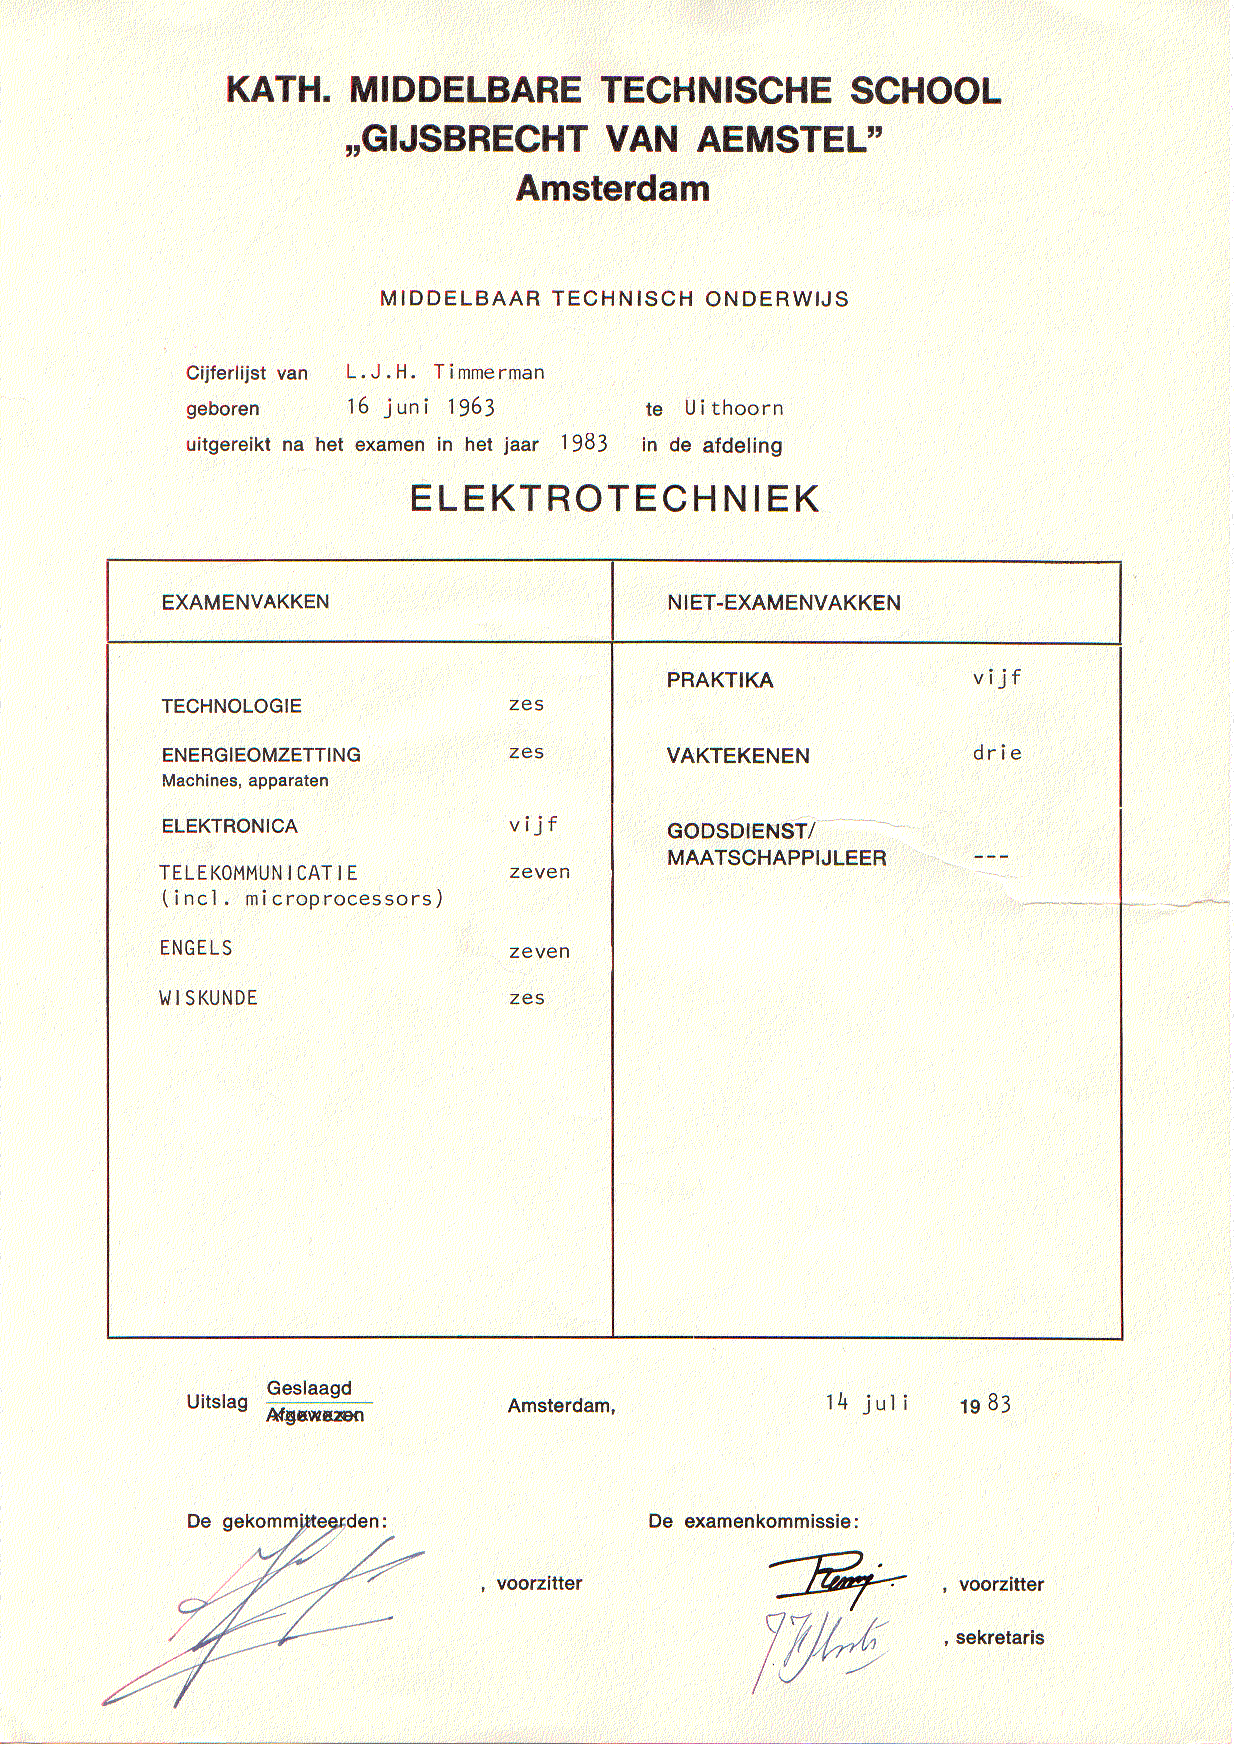 KATH. MIDDELBARE TECHNISCHE SCHOOL
„GIJSBRECHT VAN AEMSTEL”
Amsterdam
MIDDELBAAR TECHNISCH ONDERWIJS
Cijferlijst van L.J.H. Timmerman
geboren 16 juni 1963 te Uithoorn
uitgereikt na het examen in het jaar 1983 in de afdeling
ELEKTROTECHNIEK
EXAMENVAKKEN
TECHNOLOGIE zes
ENERGIEOMZETTING zes
Machines, apparaten
ELEKTRONICA vijf
TELEKOMMUNICATIE zeven
(incl. microprocessors)
ENGELS zeven
WISKUNDE zes
NIET-EXAMENVAKKEN
PRAKTIKA vijf
VAKTEKENEN drie
GODSDIENST/
MAATSCHAPPIJLEER ---
Geslaagd
Uitslag
Afgewezen
Amsterdam, 14 juli 1983
De gekommitteerden:
, voorzitter
De examenkommissie:
, voorzitter
, sekretaris